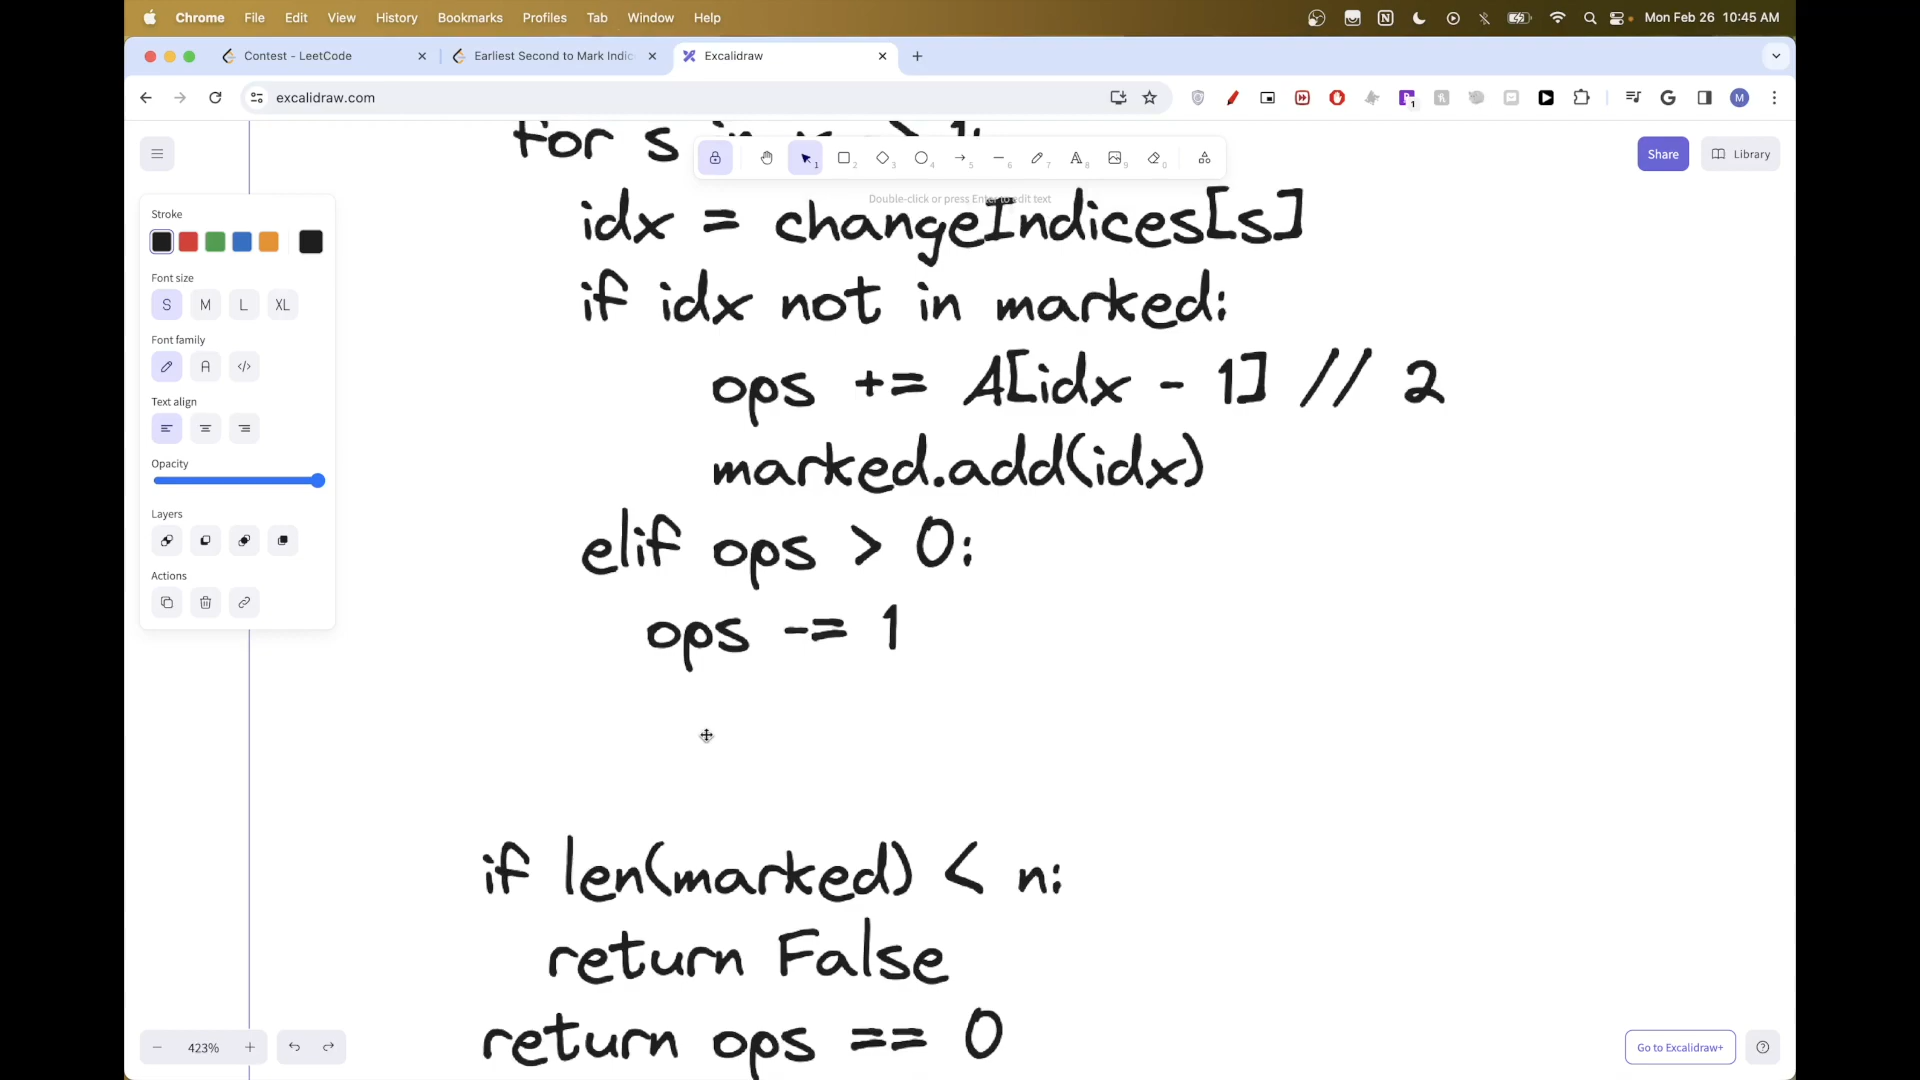 Chrome File Edit View History Bookmarks Profiles Tab Window Help Mon Feb 26 10:45 AM
Contest - LeetCode Earliest Second to Mark Indic Excalidraw
excalidraw.com
for s in
Share Library
Double-click or press Enter to edit text
Stroke
Font size
S M L XL
Font family
A </>
Text align
Opacity
Layers
Actions
idx = changeIndices[s]
if idx not in marked:
ops += A[idx - 1] // 2
marked.add(idx)
elif ops > 0:
ops -= 1
if len(marked) < n:
return False
return ops == 0
423%
Go to Excalidraw+